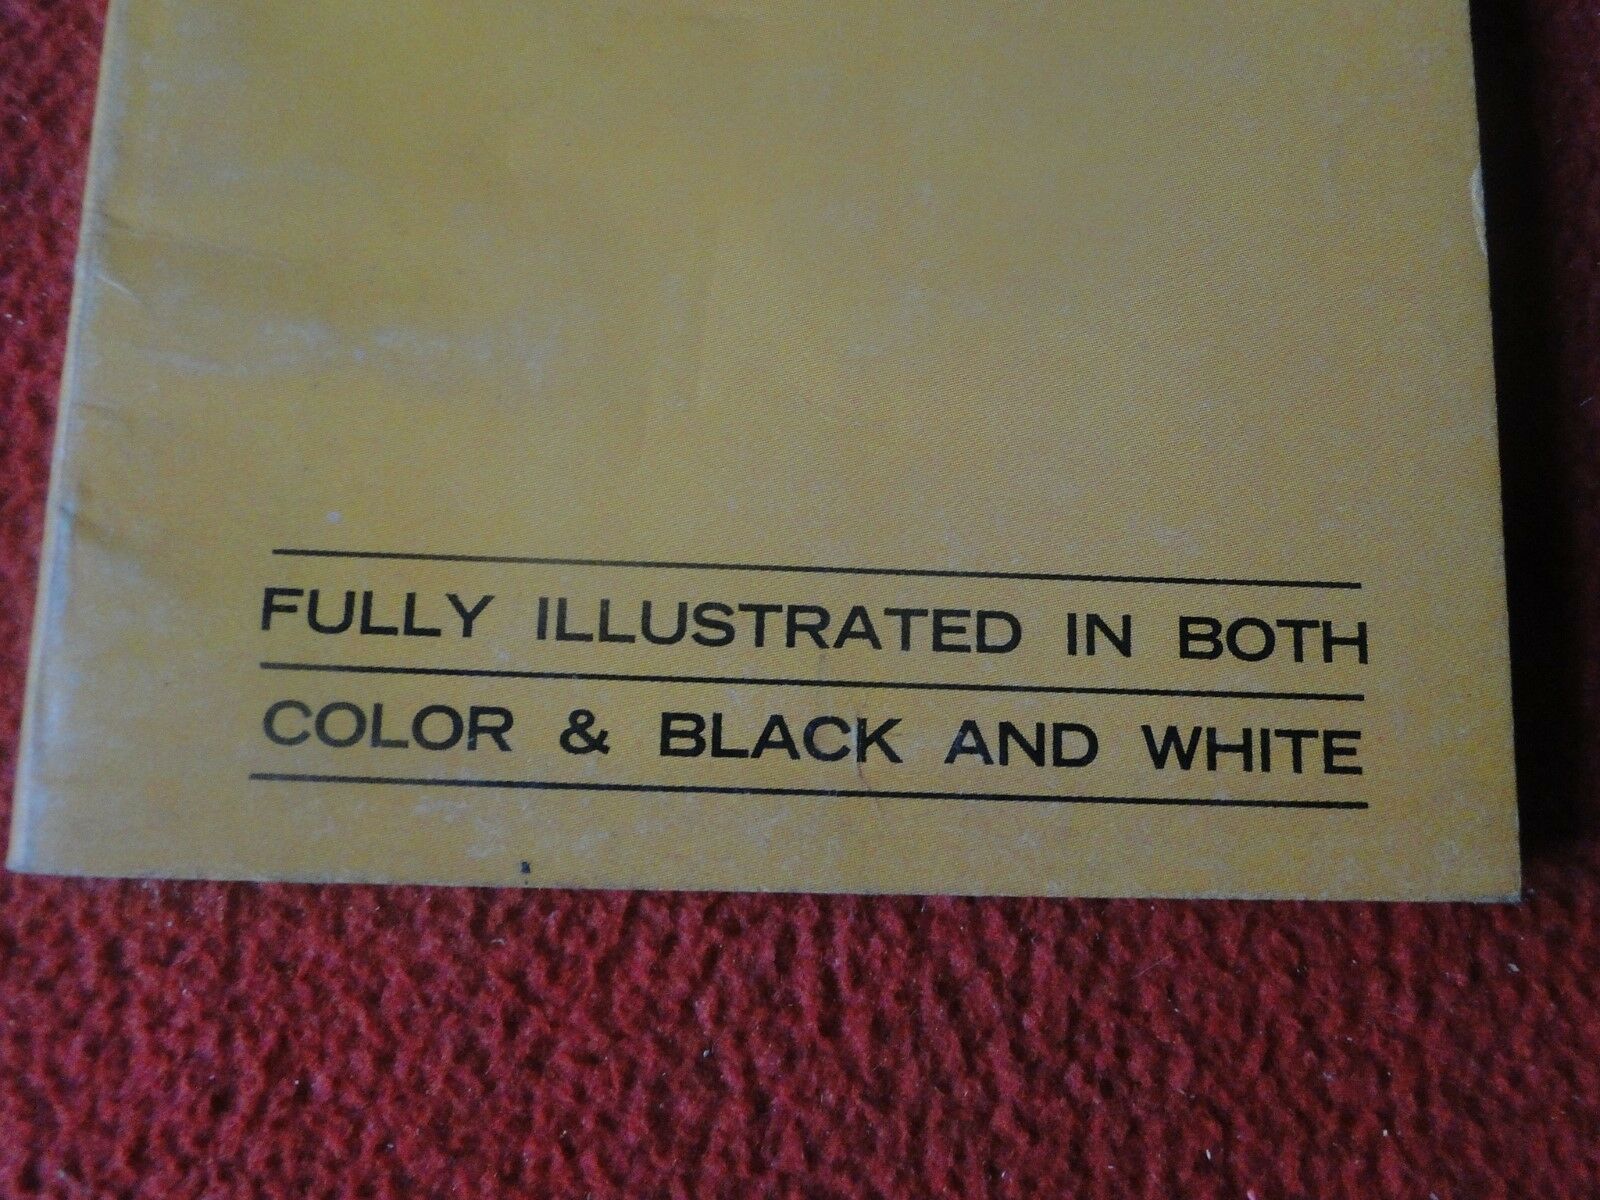 FULLY ILLUSTRATED IN BOTH
COLOR & BLACK AND WHITE